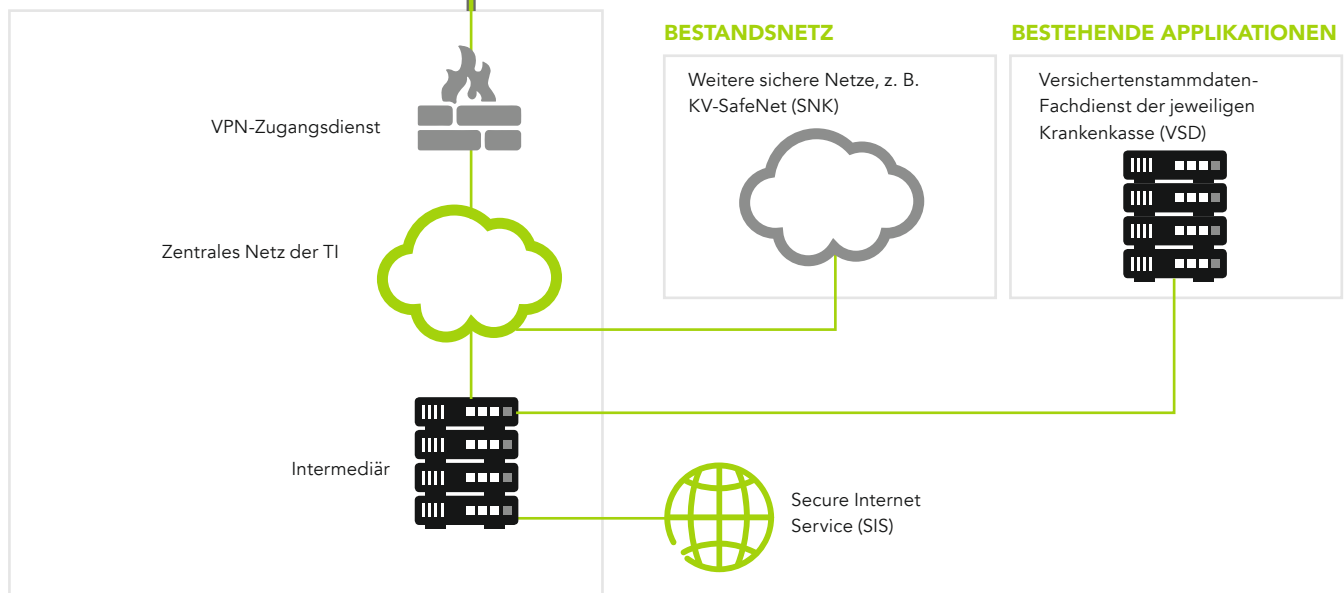 BESTANDSNETZ
BESTEHENDE APPLIKATIONEN
Weitere sichere Netze, z. B.
KV-SafeNet (SNK)
Versichertenstammdaten-
Fachdienst der jeweiligen
Krankenkasse (VSD)
VPN-Zugangsdienst
Zentrales Netz der TI
Intermediär
Secure Internet
Service (SIS)